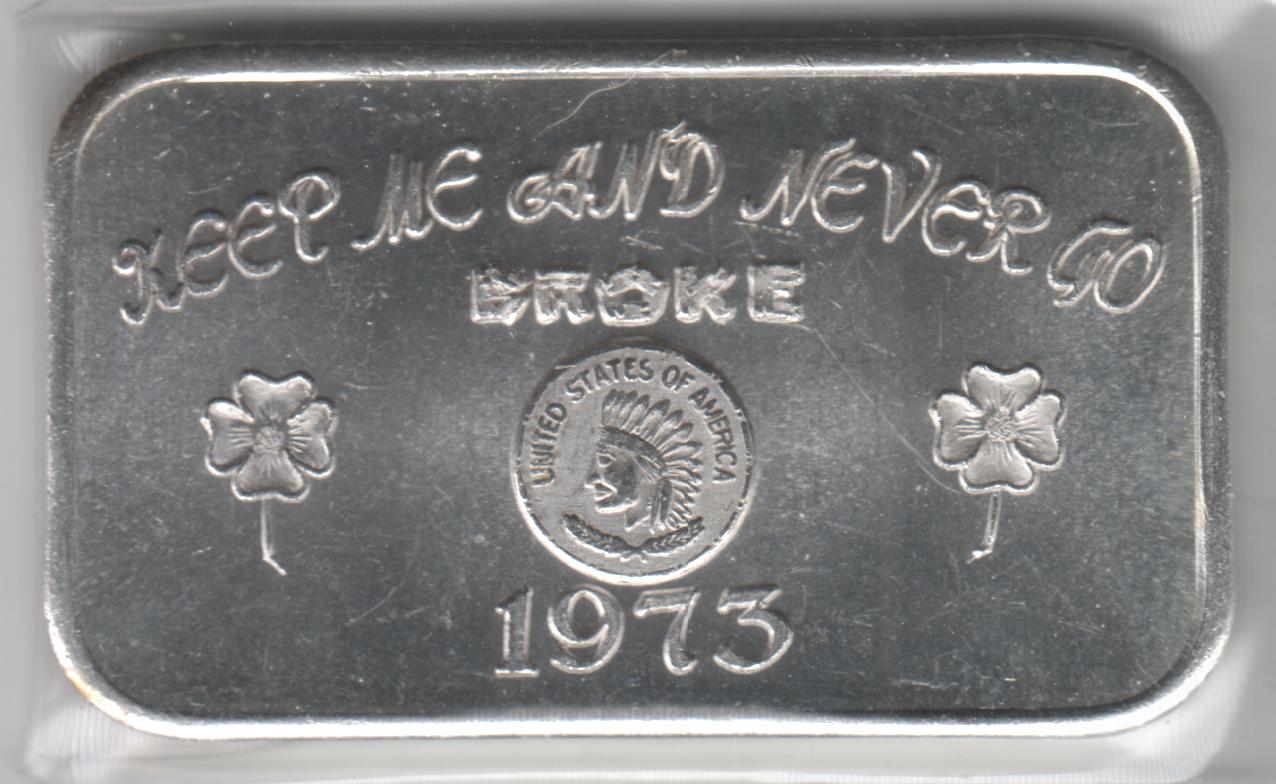 KEEP ME AND NEVER GO
BROKE
UNITED STATES OF AMERICA
1973